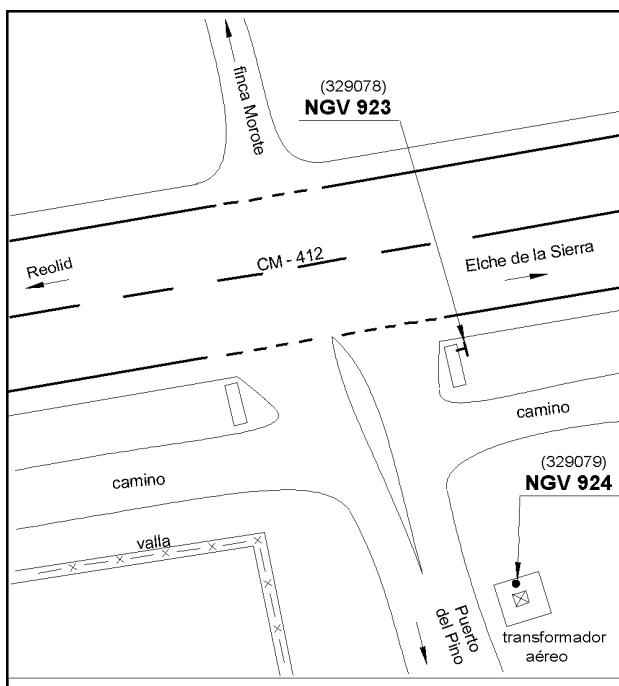 finca Morote
(329078)
NGV 923
Reolid
CM - 412
Elche de la Sierra
camino
camino
(329079)
NGV 924
valla
Puerto
del Pino
transformador
aéreo